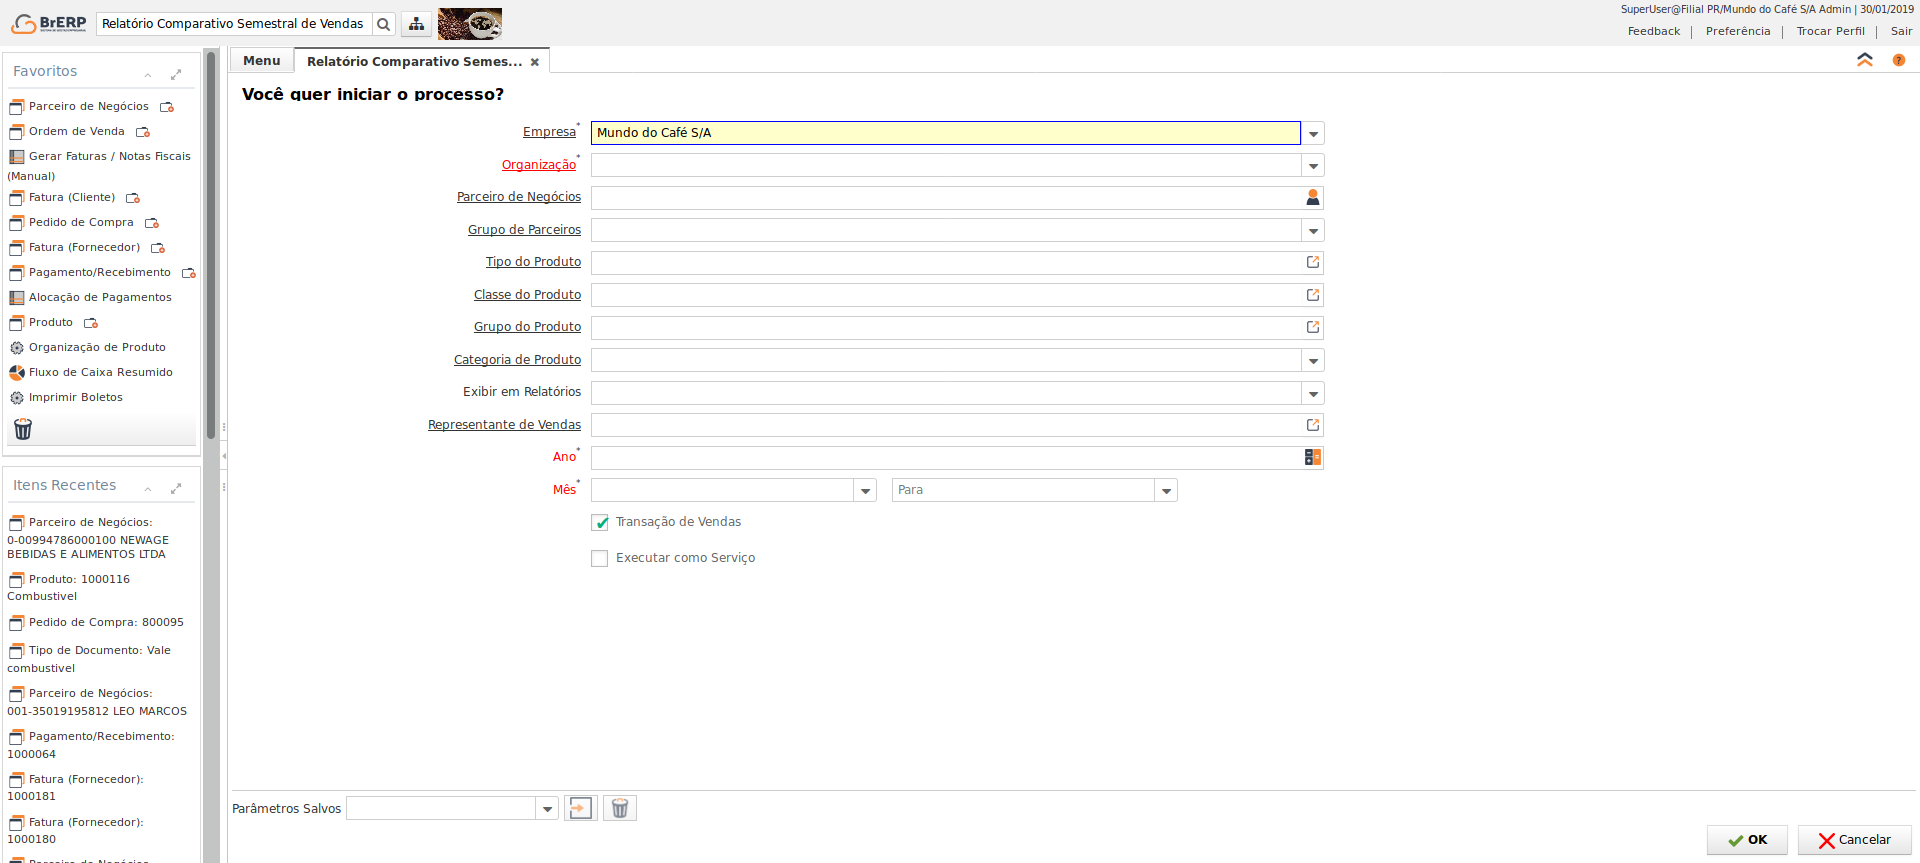 BrERP
Relatório Comparativo Semestral de Vendas
SuperUser@Filial PR/Mundo do Café S/A Admin | 30/01/2019
Feedback | Preferência | Trocar Perfil | Sair
Favoritos
Parceiro de Negócios
Ordem de Venda
Gerar Faturas / Notas Fiscais
(Manual)
Fatura (Cliente)
Pedido de Compra
Fatura (Fornecedor)
Pagamento/Recebimento
Alocação de Pagamentos
Produto
Organização de Produto
Fluxo de Caixa Resumido
Imprimir Boletos
Itens Recentes
Parceiro de Negócios:
0-00994786000100 NEWAGE
BEBIDAS E ALIMENTOS LTDA
Produto: 1000116
Combustivel
Pedido de Compra: 800095
Tipo de Documento: Vale
combustivel
Parceiro de Negócios:
001-35019195812 LEO MARCOS
Pagamento/Recebimento:
1000064
Fatura (Fornecedor):
1000181
Fatura (Fornecedor):
1000180
Parceiro de Negócios
Menu
Relatório Comparativo Semes...
Você quer iniciar o processo?
Empresa* Mundo do Café S/A
Organização*
Parceiro de Negócios
Grupo de Parceiros
Tipo do Produto
Classe do Produto
Grupo do Produto
Categoria de Produto
Exibir em Relatórios
Representante de Vendas
Ano*
Mês* Para
Transação de Vendas
Executar como Serviço
Parâmetros Salvos
OK
Cancelar